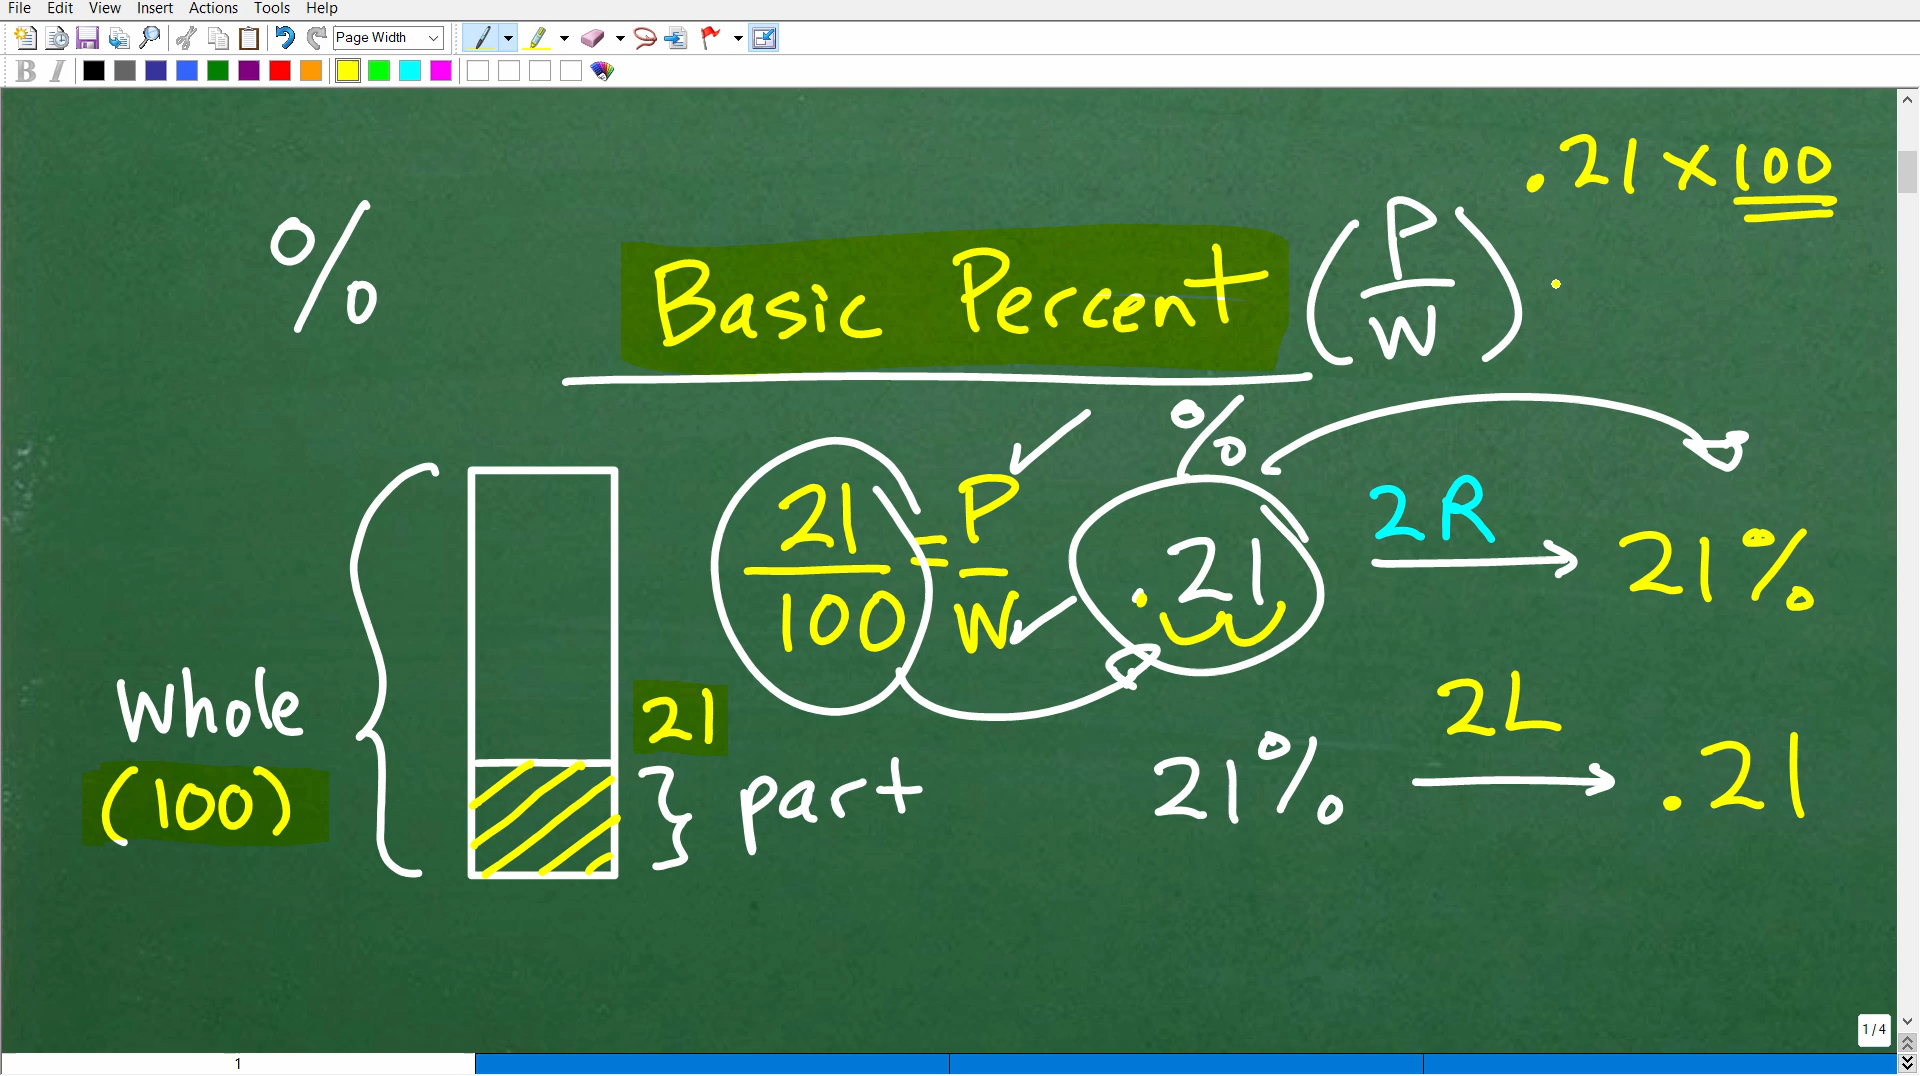 File Edit View Insert Actions Tools Help
Page Width
B I
.21 × 100
%
Basic Percent (P/W) .
%
21/100 = P/W
.21
2R
21%
Whole
(100)
21
part
21%
2L
.21
1 / 4
1